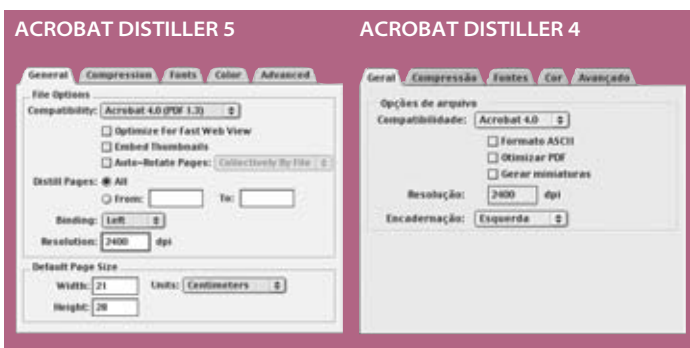 ACROBAT DISTILLER 5
General Compression Fonts Color Advanced
File Options
Compatibility: Acrobat 4.0 (PDF 1.3)
Optimize For Fast Web View
Embed Thumbnails
Auto-Rotate Pages: Collectively By File
Distill Pages: All
From: To:
Binding: Left
Resolution: 2400 dpi
Default Page Size
Width: 21 Units: Centimeters
Height: 28
ACROBAT DISTILLER 4
Geral Compressão Fontes Cor Avançado
Opções de arquivo
Compatibilidade: Acrobat 4.0
Formato ASCII
Otimizar PDF
Gerar miniaturas
Resolução: 2400 dpi
Encadernação: Esquerda